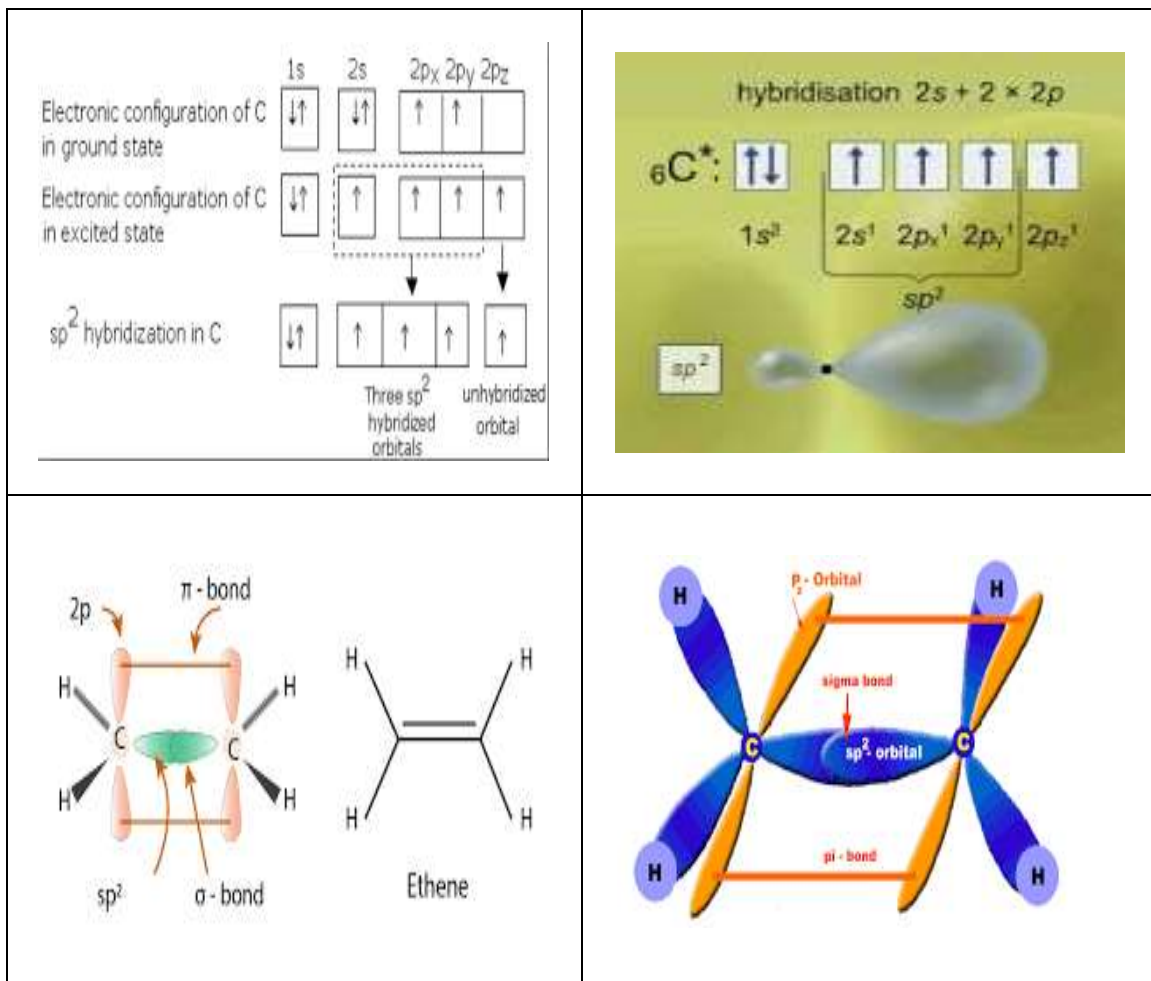 1s 2s 2px 2py 2pz
Electronic configuration of C
in ground state
↓↑ ↓↑ ↑ ↑
Electronic configuration of C
in excited state
↓↑ ↑ ↑ ↑ ↑
sp² hybridization in C
↓↑ ↑ ↑ ↑ ↑
Three sp²
hybridized
orbitals
unhybridized
orbital
hybridisation 2s + 2 × 2p
₆C*: ↑↓ ↑ ↑ ↑ ↑
1s² 2s¹ 2pₓ¹ 2pᵧ¹ 2p_z¹
sp²
sp²
π - bond
2p
H
H
C
C
H
H
sp²
σ - bond
H
H
H
H
Ethene
H
H
Pz - Orbital
sigma bond
C
sp² - orbital
C
pi - bond
H
H